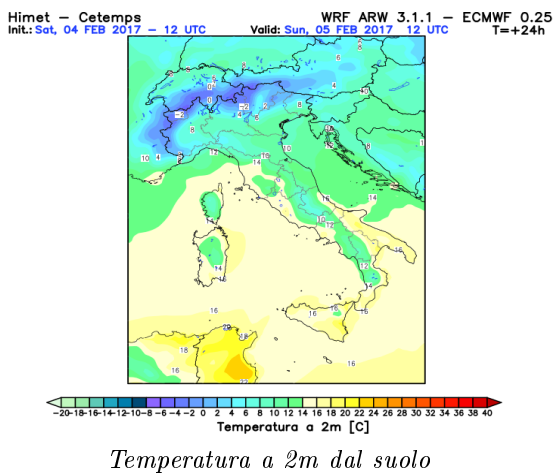 Himet – Cetemps WRF ARW 3.1.1 – ECMWF 0.25
Init.: Sat, 04 FEB 2017 – 12 UTC Valid: Sun, 05 FEB 2017 12 UTC T=+24h
-20-18-16-14-12-10-8 -6 -4 -2 0 2 4 6 8 10 12 14 16 18 20 22 24 26 28 30 32 34 36 38 40
Temperatura a 2m [C]
Temperatura a 2m dal suolo